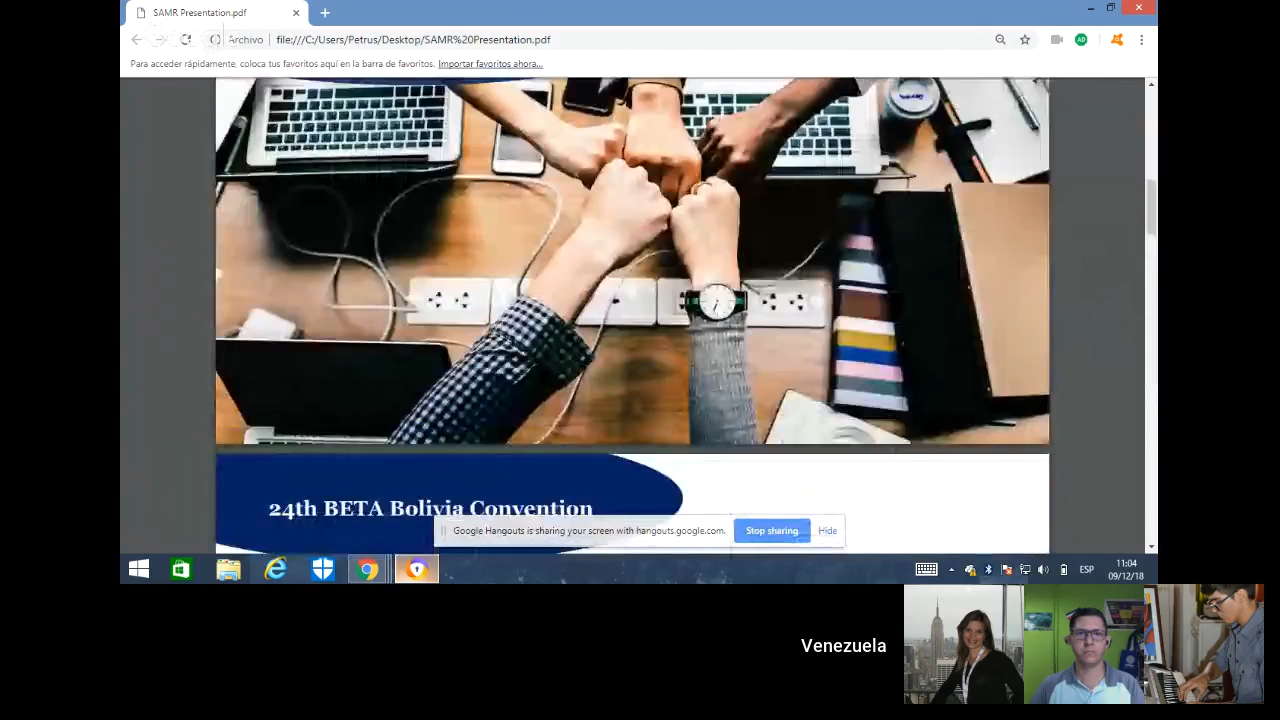 SAMR Presentation.pdf
Archivo file:///C:/Users/Petrus/Desktop/SAMR%20Presentation.pdf
AD
Para acceder rápidamente, coloca tus favoritos aquí en la barra de favoritos. Importar favoritos ahora...
24th BETA Bolivia Convention
Google Hangouts is sharing your screen with hangouts.google.com. Stop sharing Hide
ESP
11:04
09/12/18
Venezuela